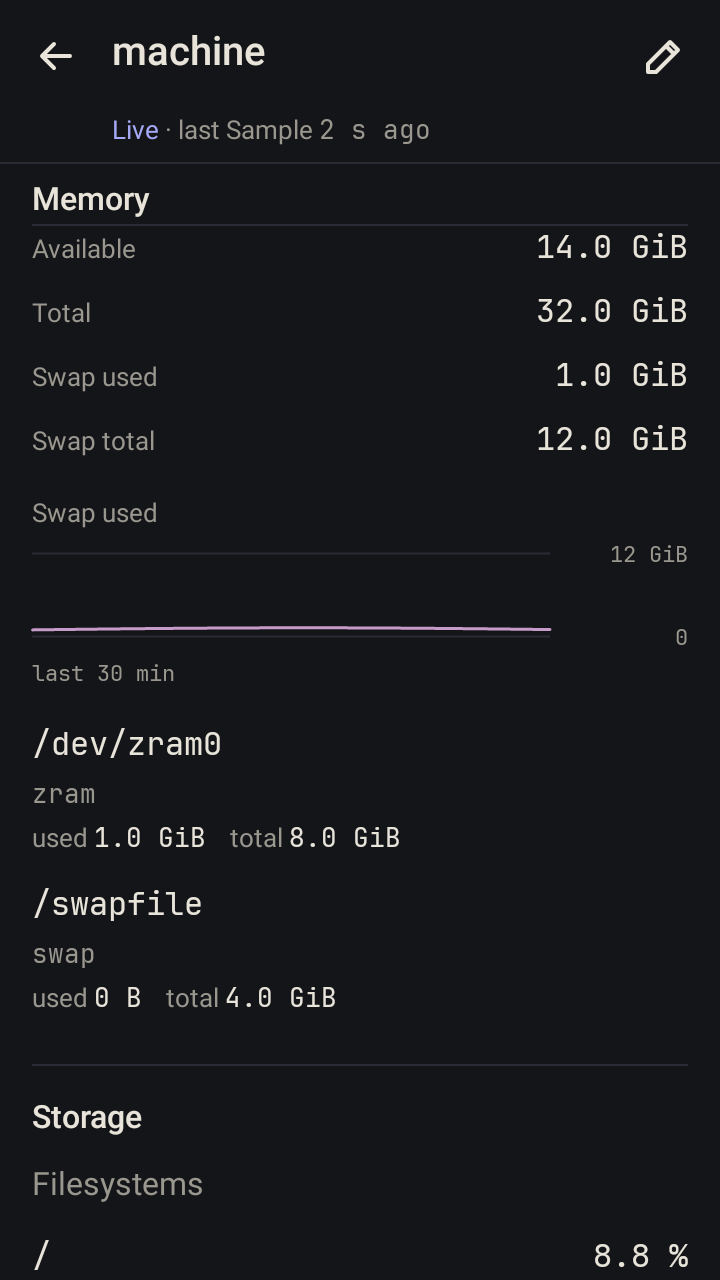 machine
Live · last Sample 2 s ago
Memory
Available 14.0 GiB
Total 32.0 GiB
Swap used 1.0 GiB
Swap total 12.0 GiB
Swap used
12 GiB
0
last 30 min
/dev/zram0
zram
used 1.0 GiB total 8.0 GiB
/swapfile
swap
used 0 B total 4.0 GiB
Storage
Filesystems
/ 8.8 %